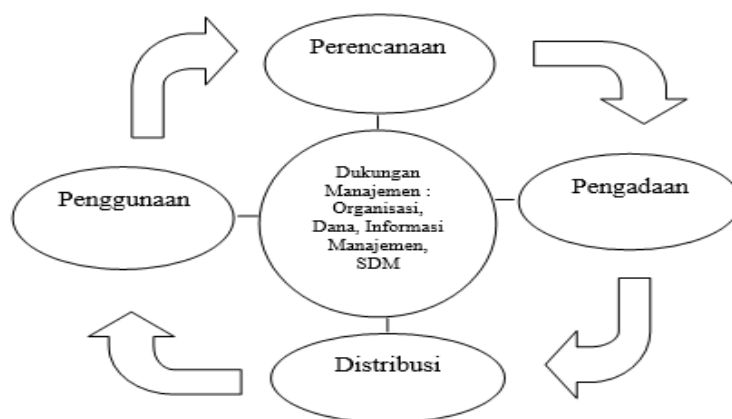 Perencanaan
Penggunaan
Dukungan
Manajemen :
Organisasi,
Dana, Informasi
Manajemen,
SDM
Pengadaan
Distribusi